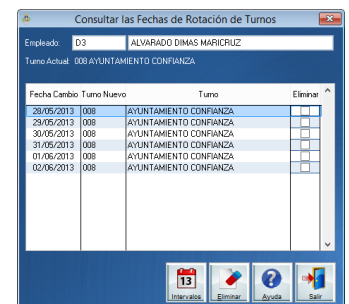 Consultar las Fechas de Rotación de Turnos
Empleado: D3 ALVARADO DIMAS MARICRUZ
Turno Actual: 008 AYUNTAMIENTO CONFIANZA
Fecha Cambio Turno Nuevo Turno Eliminar
28/05/2013 008 AYUNTAMIENTO CONFIANZA
29/05/2013 008 AYUNTAMIENTO CONFIANZA
30/05/2013 008 AYUNTAMIENTO CONFIANZA
31/05/2013 008 AYUNTAMIENTO CONFIANZA
01/06/2013 008 AYUNTAMIENTO CONFIANZA
02/06/2013 008 AYUNTAMIENTO CONFIANZA
13
Intervalos Eliminar Ayuda Salir